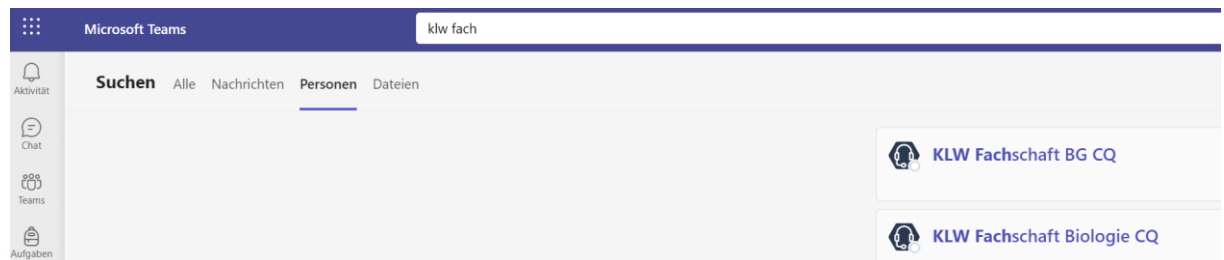 Microsoft Teams
klw fach
Aktivität
Chat
Teams
Aufgaben
Suchen Alle Nachrichten Personen Dateien
KLW Fachschaft BG CQ
KLW Fachschaft Biologie CQ